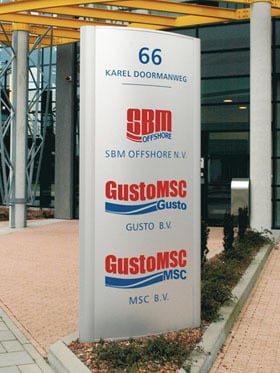 66
KAREL DOORMANWEG
SBM
OFFSHORE
SBM OFFSHORE N.V.
GustoMSC
Gusto
GUSTO B.V.
GustoMSC
MSC
MSC B.V.